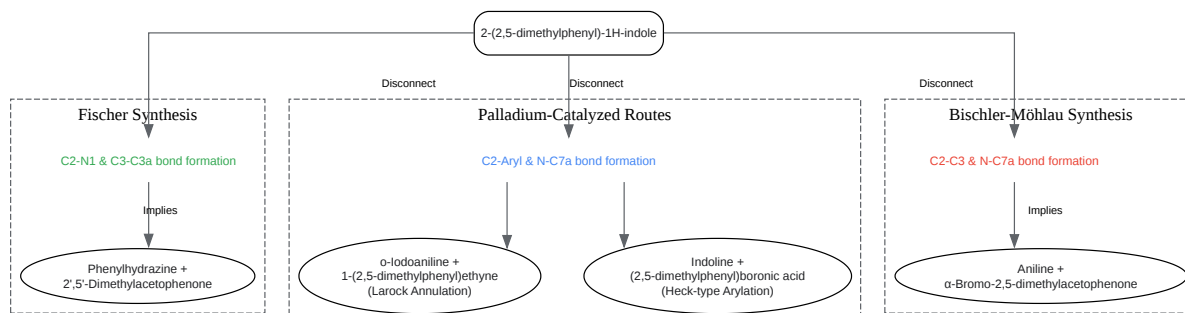 2-(2,5-dimethylphenyl)-1H-indole
Disconnect
Disconnect
Disconnect
Fischer Synthesis
Palladium-Catalyzed Routes
Bischler-Möhlau Synthesis
C2-N1 & C3-C3a bond formation
C2-Aryl & N-C7a bond formation
C2-C3 & N-C7a bond formation
Implies
Implies
Phenylhydrazine +
2',5'-Dimethylacetophenone
o-Iodoaniline +
1-(2,5-dimethylphenyl)ethyne
(Larock Annulation)
Indoline +
(2,5-dimethylphenyl)boronic acid
(Heck-type Arylation)
Aniline +
α-Bromo-2,5-dimethylacetophenone